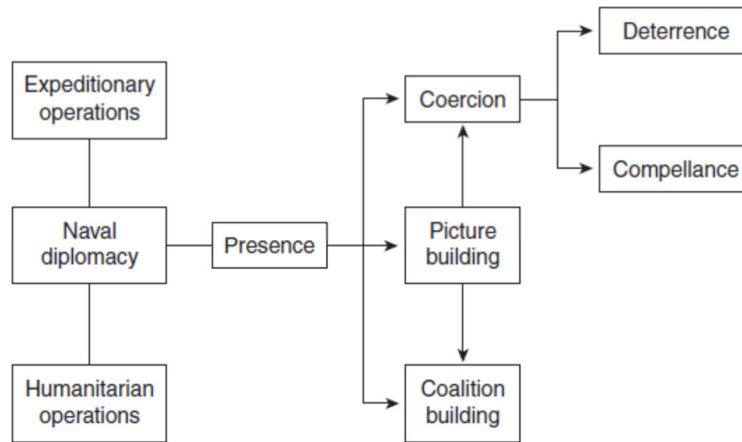 Expeditionary
operations
Naval
diplomacy
Humanitarian
operations
Presence
Coercion
Picture
building
Coalition
building
Deterrence
Compellance